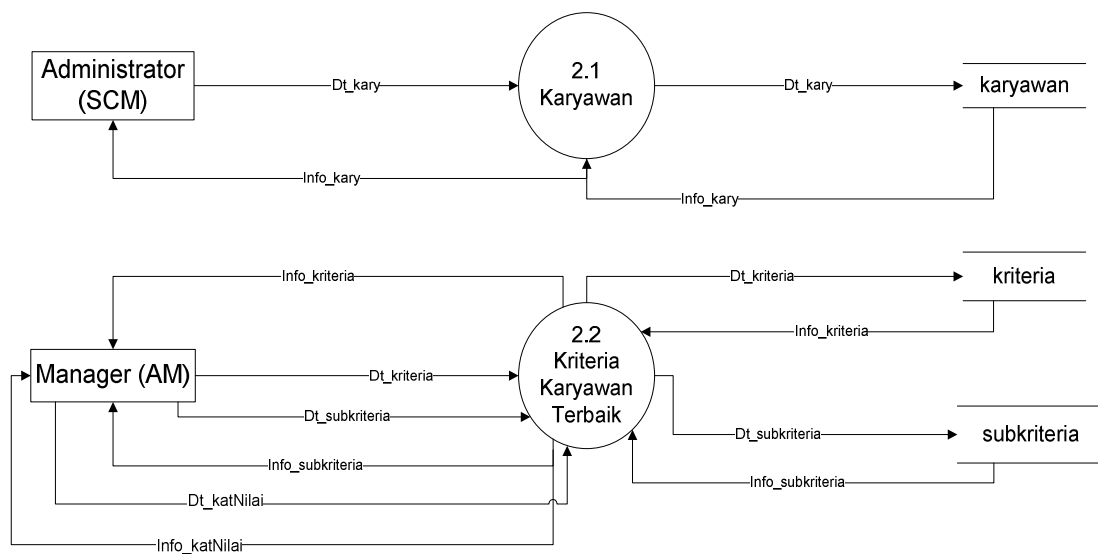 Administrator
(SCM)
Dt_kary
2.1
Karyawan
Dt_kary
karyawan
Info_kary
Info_kary
Info_kriteria
Dt_kriteria
kriteria
Info_kriteria
Manager (AM)
Dt_kriteria
2.2
Kriteria
Karyawan
Terbaik
Dt_subkriteria
Dt_subkriteria
subkriteria
Info_subkriteria
Info_subkriteria
Dt_katNilai
Info_katNilai